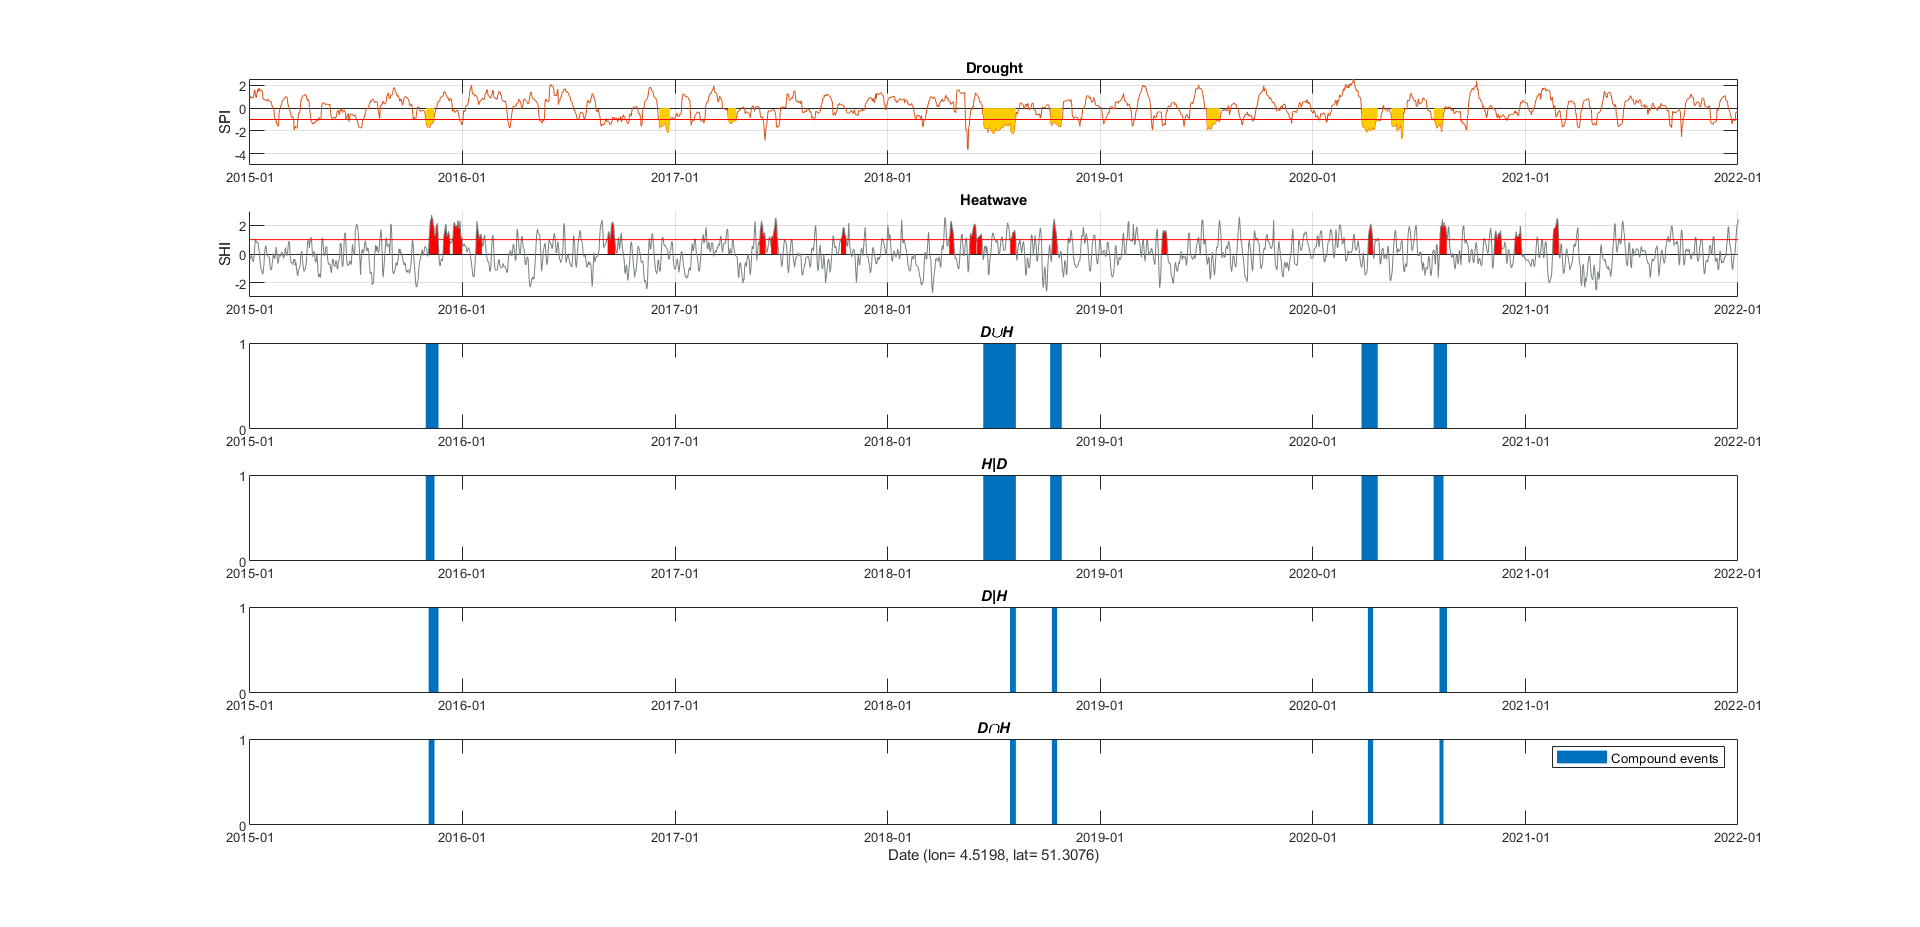 Drought
SPI
2
0
-2
-4
2015-01 2016-01 2017-01 2018-01 2019-01 2020-01 2021-01 2022-01
Heatwave
SHI
2
0
-2
2015-01 2016-01 2017-01 2018-01 2019-01 2020-01 2021-01 2022-01
D∪H
1
0
2015-01 2016-01 2017-01 2018-01 2019-01 2020-01 2021-01 2022-01
H|D
1
0
2015-01 2016-01 2017-01 2018-01 2019-01 2020-01 2021-01 2022-01
D|H
1
0
2015-01 2016-01 2017-01 2018-01 2019-01 2020-01 2021-01 2022-01
D∩H
1
Compound events
0
2015-01 2016-01 2017-01 2018-01 2019-01 2020-01 2021-01 2022-01
Date (lon= 4.5198, lat= 51.3076)